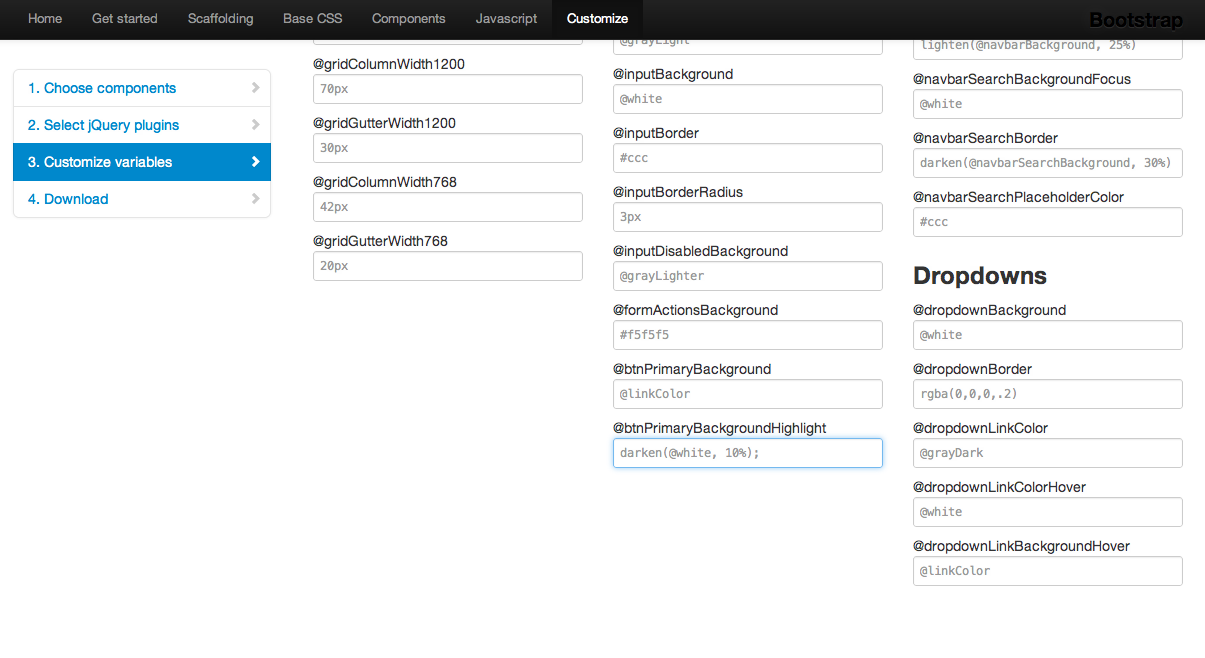 Home Get started Scaffolding Base CSS Components Javascript Customize Bootstrap
1. Choose components
2. Select jQuery plugins
3. Customize variables
4. Download
@gridColumnWidth1200
70px
@gridGutterWidth1200
30px
@gridColumnWidth768
42px
@gridGutterWidth768
20px
@grayLight
@inputBackground
@white
@inputBorder
#ccc
@inputBorderRadius
3px
@inputDisabledBackground
@grayLighter
@formActionsBackground
#f5f5f5
@btnPrimaryBackground
@linkColor
@btnPrimaryBackgroundHighlight
darken(@white, 10%);
lighten(@navbarBackground, 25%)
@navbarSearchBackgroundFocus
@white
@navbarSearchBorder
darken(@navbarSearchBackground, 30%)
@navbarSearchPlaceholderColor
#ccc
Dropdowns
@dropdownBackground
@white
@dropdownBorder
rgba(0,0,0,.2)
@dropdownLinkColor
@grayDark
@dropdownLinkColorHover
@white
@dropdownLinkBackgroundHover
@linkColor